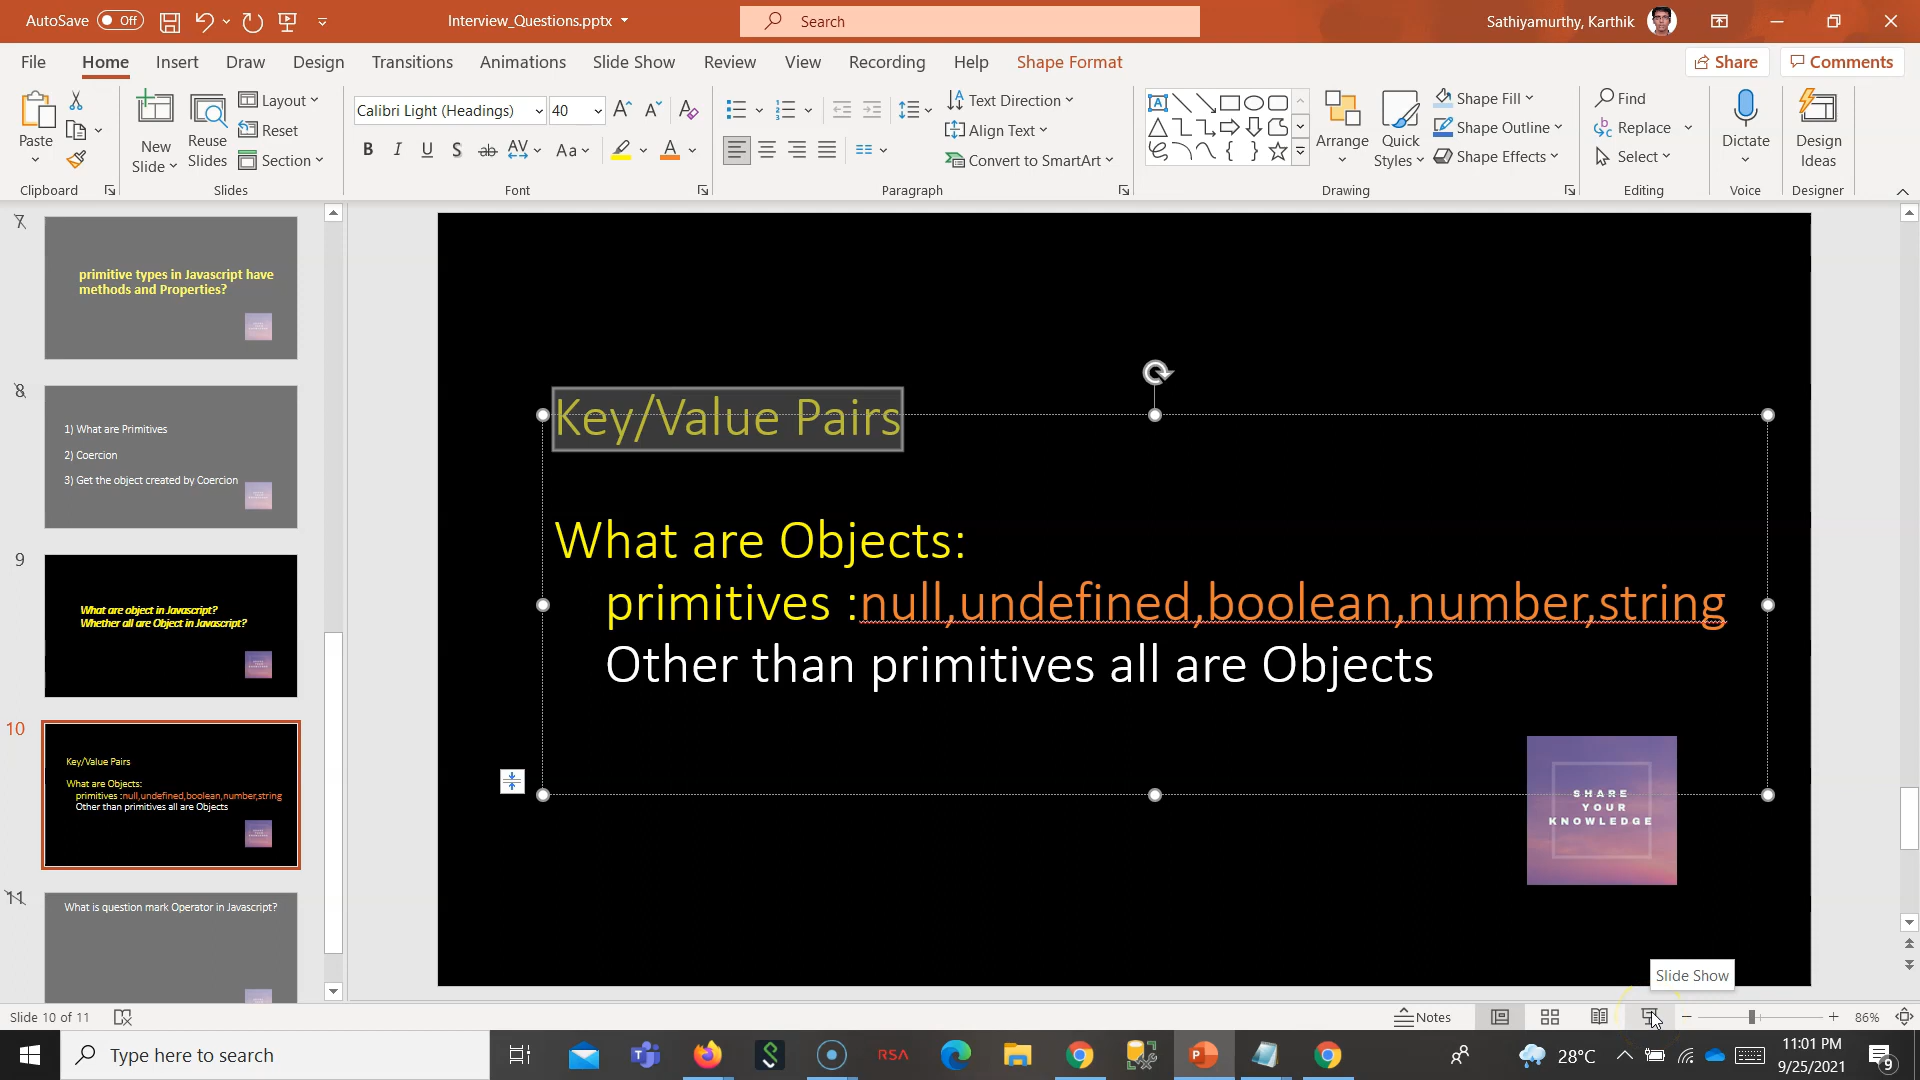 AutoSave Off Interview_Questions.pptx Search Sathiyamurthy, Karthik
File Home Insert Draw Design Transitions Animations Slide Show Review View Recording Help Shape Format Share Comments
Paste
Clipboard
New
Slide
Reuse
Slides
Layout
Reset
Section
Slides
Calibri Light (Headings) 40
B I U S ab AV Aa A
Font
Text Direction
Align Text
Convert to SmartArt
Paragraph
Arrange
Quick
Styles
Shape Fill
Shape Outline
Shape Effects
Drawing
Find
Replace
Select
Editing
Dictate
Voice
Design
Ideas
Designer
7
primitive types in Javascript have
methods and Properties?
8
1) What are Primitives
2) Coercion
3) Get the object created by Coercion
9
What are object in Javascript?
Whether all are Object in Javascript?
10
Key/Value Pairs
What are Objects:
primitives :null,undefined,boolean,number,string
Other than primitives all are Objects
11
What is question mark Operator in Javascript?
Key/Value Pairs
What are Objects:
primitives :null,undefined,boolean,number,string
Other than primitives all are Objects
SHARE
YOUR
KNOWLEDGE
Slide Show
Slide 10 of 11 Notes 86%
Type here to search RSA 28°C 11:01 PM
9/25/2021 9